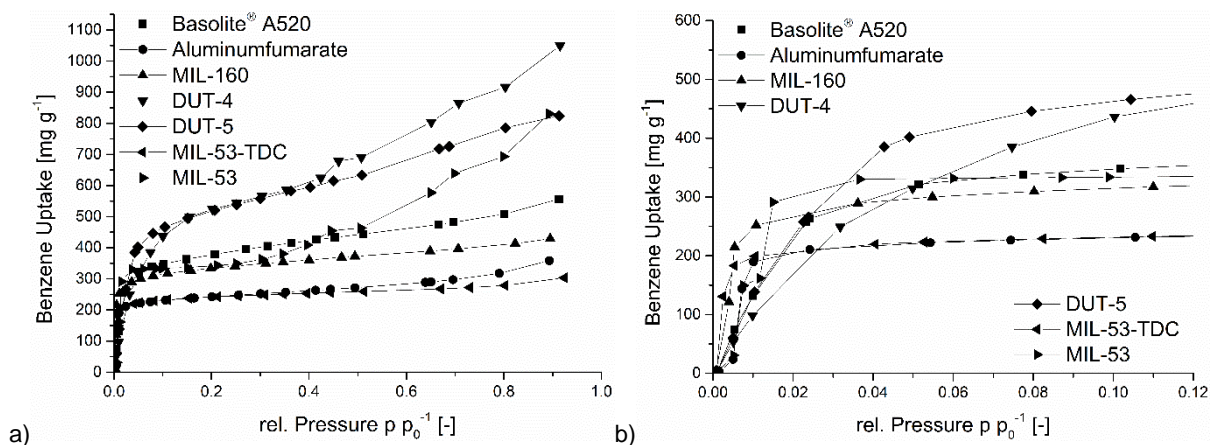 Benzene Uptake [mg g⁻¹]
1100
1000
900
800
700
600
500
400
300
200
100
0
Basolite® A520
Aluminumfumarate
MIL-160
DUT-4
DUT-5
MIL-53-TDC
MIL-53
0.0 0.2 0.4 0.6 0.8 1.0
rel. Pressure p p₀⁻¹ [-]
a)
Benzene Uptake [mg g⁻¹]
600
500
400
300
200
100
0
Basolite® A520
Aluminumfumarate
MIL-160
DUT-4
DUT-5
MIL-53-TDC
MIL-53
0.00 0.02 0.04 0.06 0.08 0.10 0.12
rel. Pressure p p₀⁻¹ [-]
b)